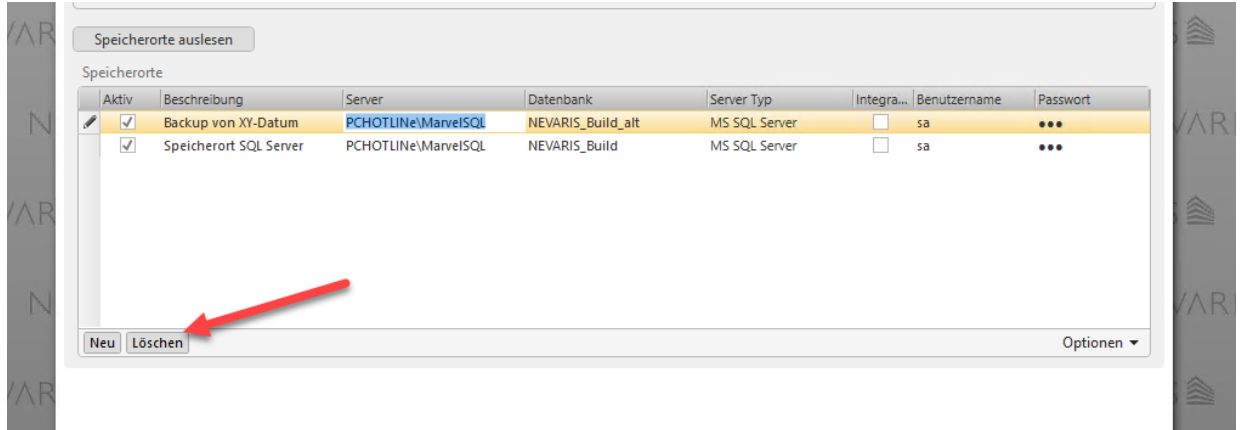 Speicherorte auslesen
Speicherorte
Aktiv Beschreibung Server Datenbank Server Typ Integra... Benutzername Passwort
Backup von XY-Datum PCHOTLINe\MarvelSQL NEVARIS_Build_alt MS SQL Server sa •••
Speicherort SQL Server PCHOTLINe\MarvelSQL NEVARIS_Build MS SQL Server sa •••
Neu Löschen Optionen